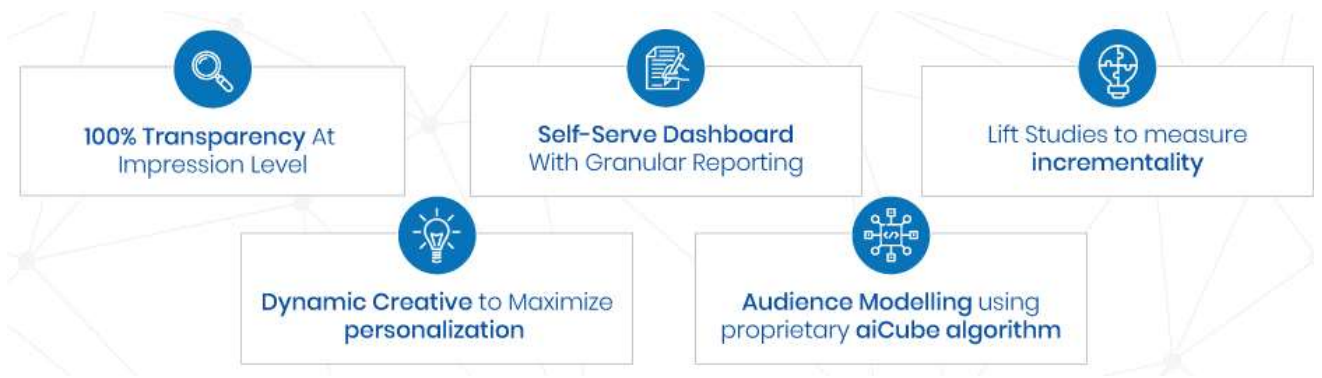 100% Transparency At
Impression Level
Self-Serve Dashboard
With Granular Reporting
Lift Studies to measure
incrementality
Dynamic Creative to Maximize
personalization
Audience Modelling using
proprietary aiCube algorithm